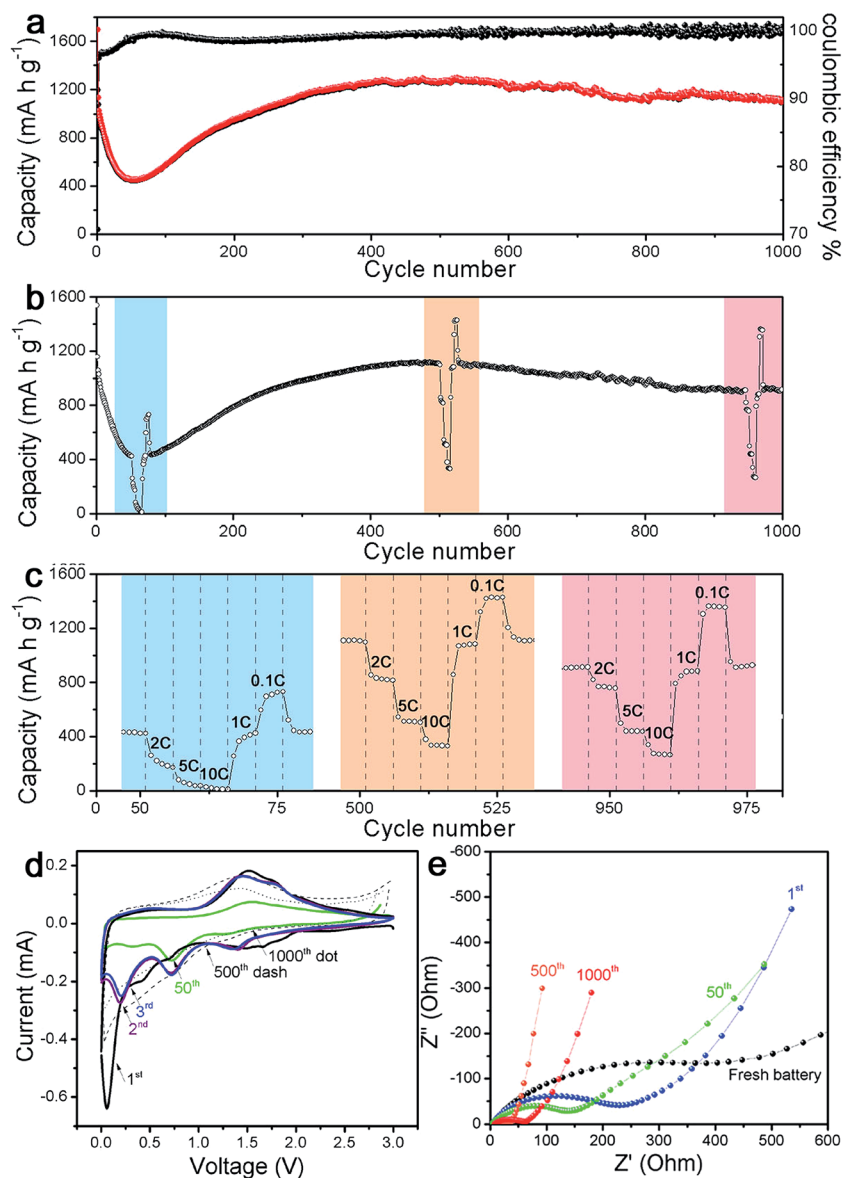 a
1600
1200
800
400
0
Capacity (mA h g⁻¹)
100
90
80
70
coulombic efficiency %
0
200
400
600
800
1000
Cycle number
b
1600
1200
800
400
0
Capacity (mA h g⁻¹)
0
200
400
600
800
1000
Cycle number
c
1600
1200
800
400
0
Capacity (mA h g⁻¹)
2C
5C
10C
1C
0.1C
2C
5C
10C
1C
0.1C
2C
5C
10C
1C
0.1C
0
50
75
500
525
950
975
Cycle number
d
0.2
0.0
-0.2
-0.4
-0.6
Current (mA)
1000th dot
500th dash
50th
3rd
2nd
1st
0.0
0.5
1.0
1.5
2.0
2.5
3.0
Voltage (V)
e
-600
-500
-400
-300
-200
-100
0
Z'' (Ohm)
1st
500th
1000th
50th
Fresh battery
0
100
200
300
400
500
600
Z' (Ohm)